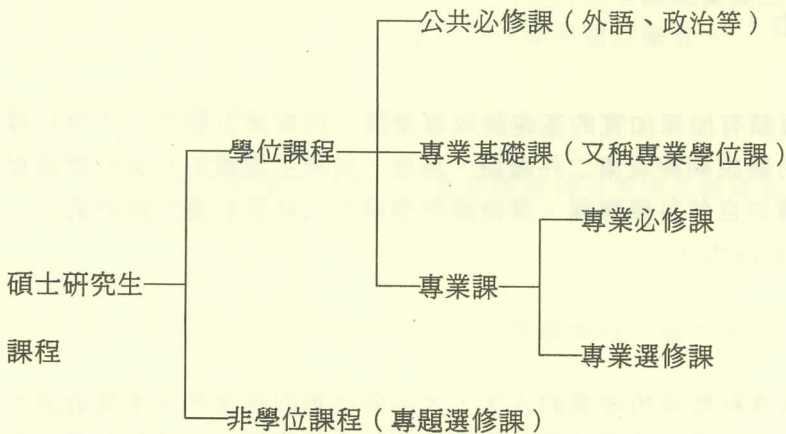 公共必修課（外語、政治等）
學位課程
專業基礎課（又稱專業學位課）
專業必修課
碩士研究生
專業課
課程
專業選修課
非學位課程（專題選修課）